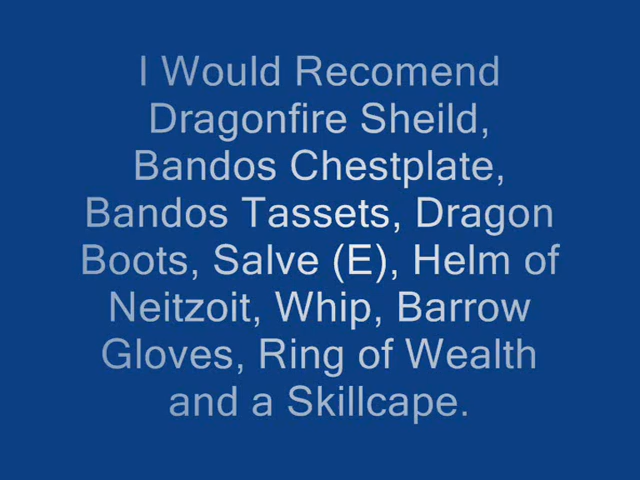 I Would Recomend
Dragonfire Sheild,
Bandos Chestplate,
Bandos Tassets, Dragon
Boots, Salve (E), Helm of
Neitzoit, Whip, Barrow
Gloves, Ring of Wealth
and a Skillcape.